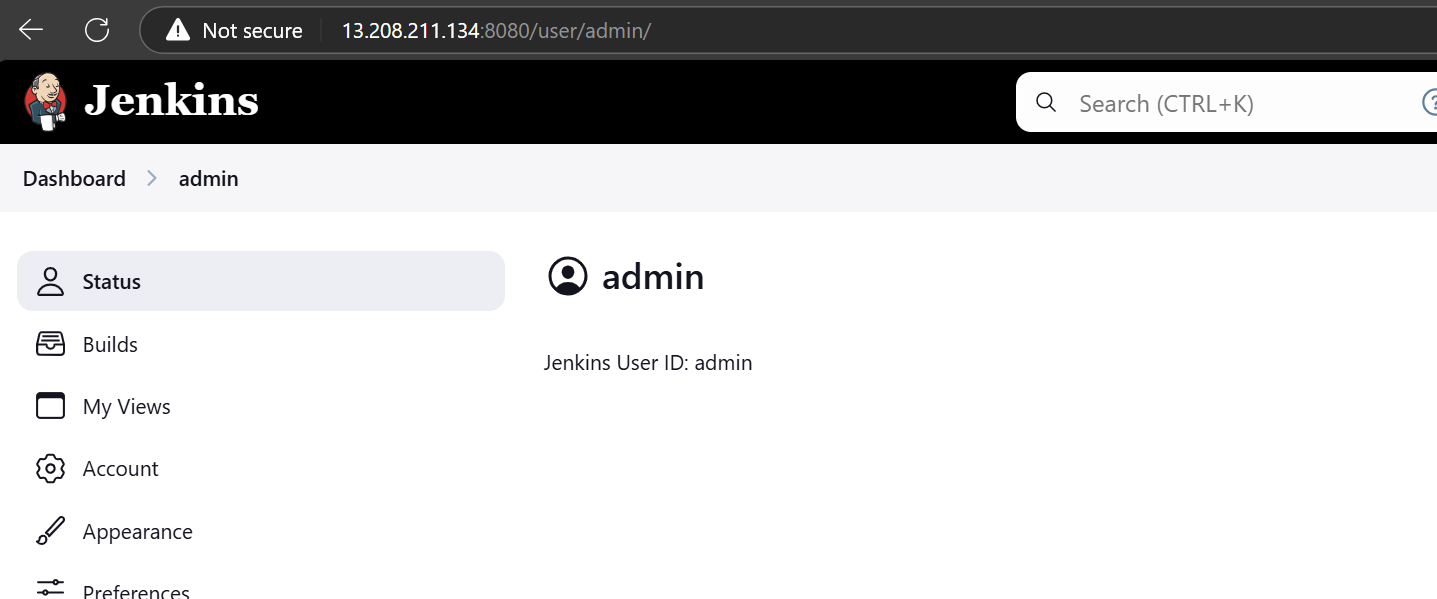 Not secure 13.208.211.134:8080/user/admin/
Jenkins
Search (CTRL+K)
Dashboard admin
Status
admin
Builds
Jenkins User ID: admin
My Views
Account
Appearance
Preferences